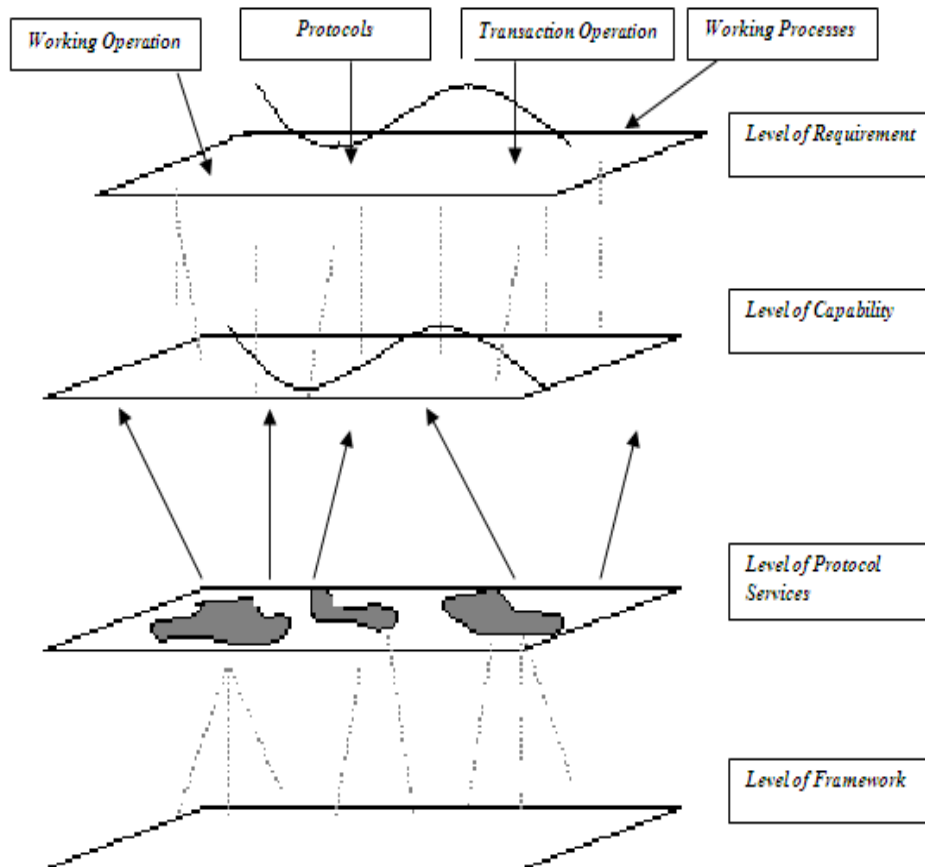 Working Operation
Protocols
Transaction Operation
Working Processes
Level of Requirement
Level of Capability
Level of Protocol
Services
Level of Framework